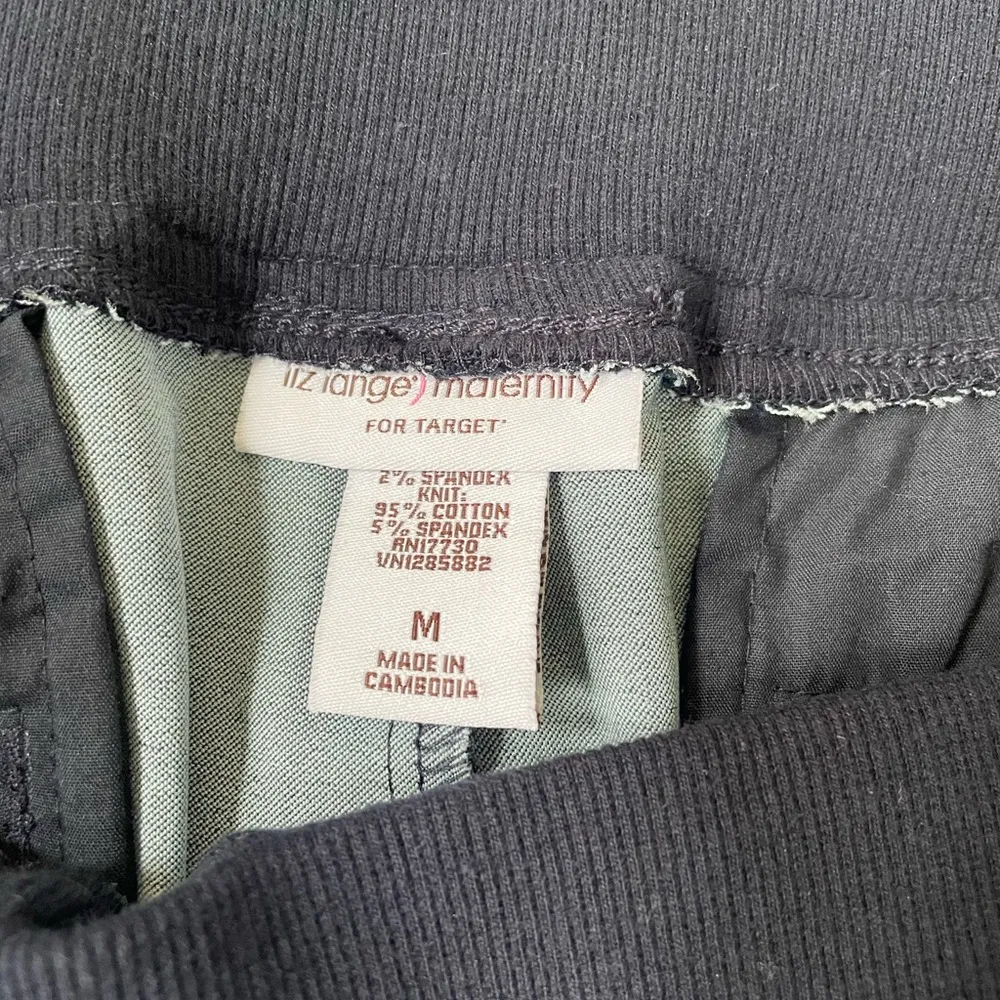 liz lange) maternity
FOR TARGET
2% SPANDEX
KNIT:
95% COTTON
5% SPANDEX
RN17730
VN1285882
M
MADE IN
CAMBODIA